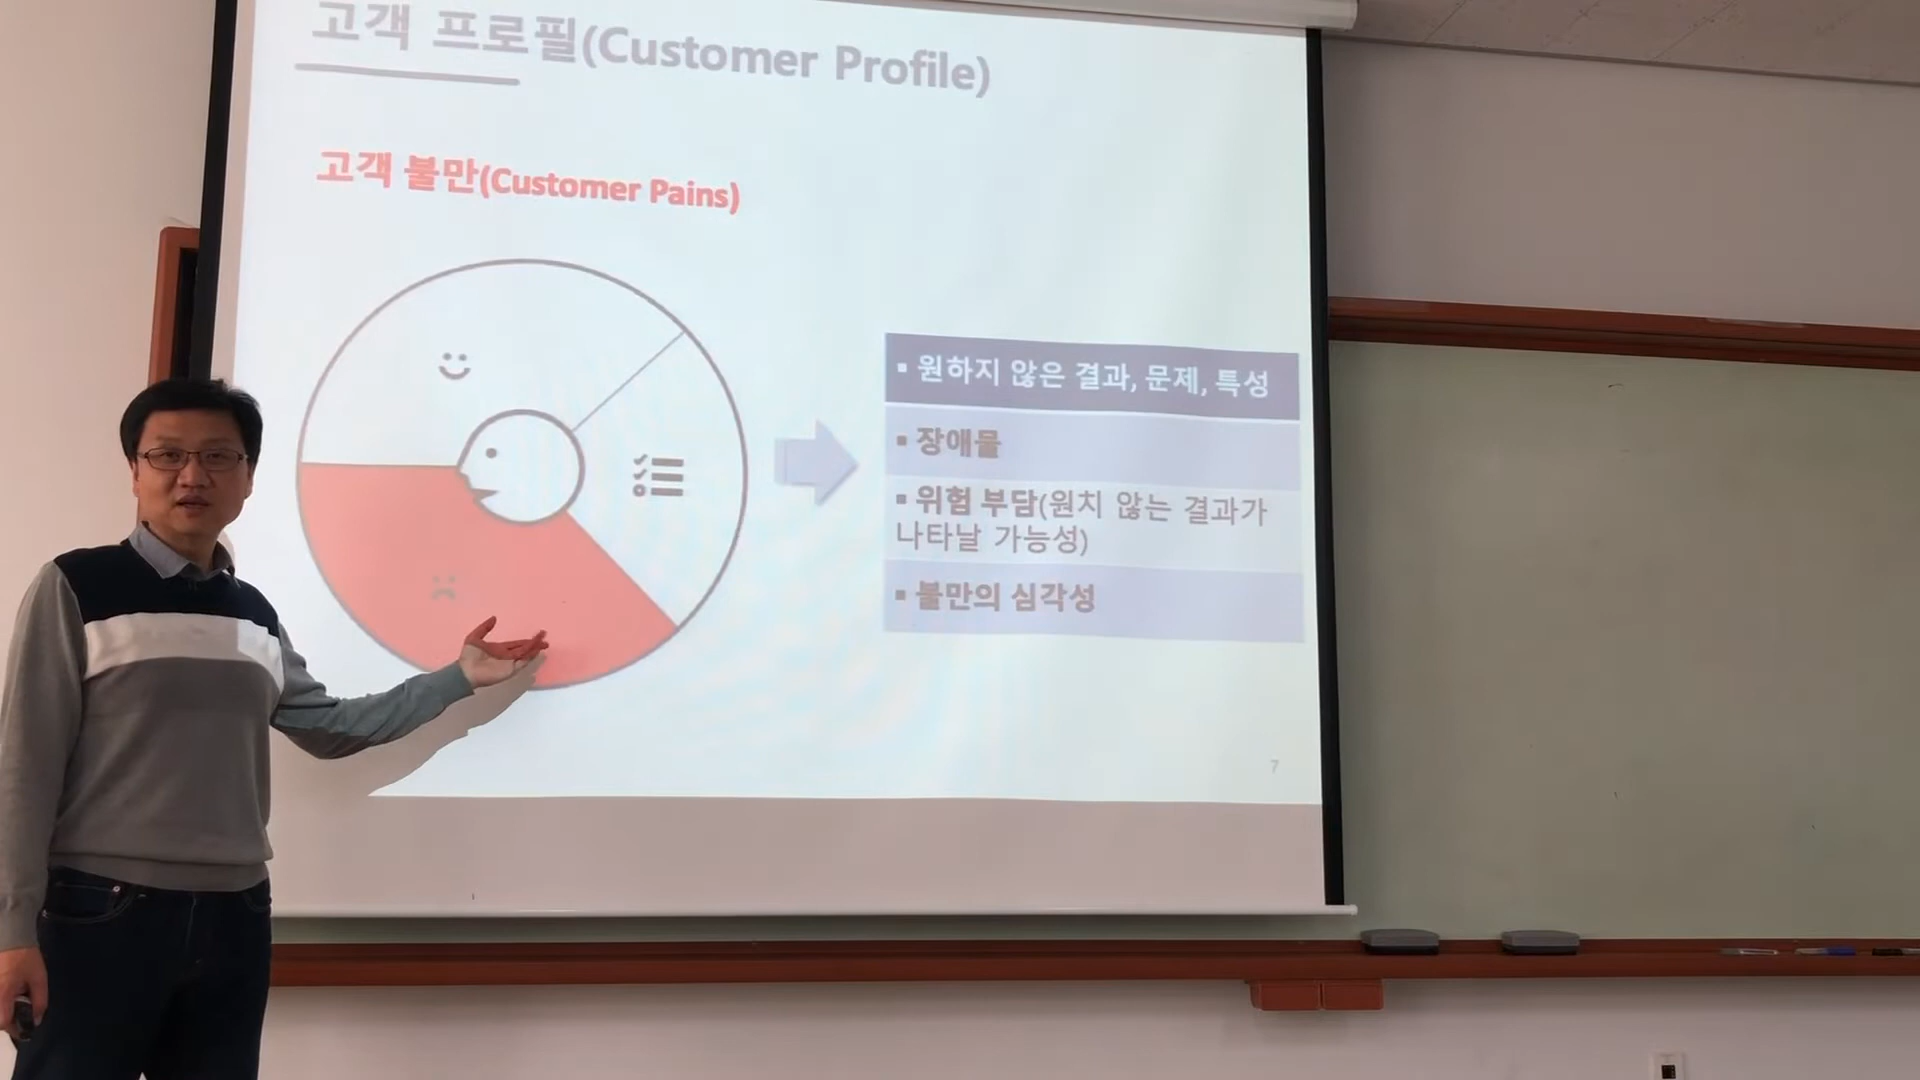 고객 프로필(Customer Profile)
고객 불만(Customer Pains)
▪ 원하지 않은 결과, 문제, 특성
▪ 장애물
▪ 위험 부담(원치 않는 결과가
나타날 가능성)
▪ 불만의 심각성
7